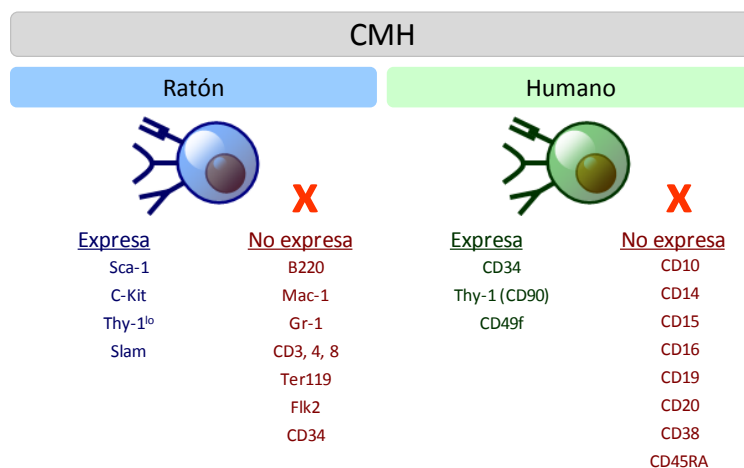 CMH
Ratón
Humano
X
X
Expresa
No expresa
Expresa
No expresa
Sca-1
C-Kit
Thy-1lo
Slam
B220
Mac-1
Gr-1
CD3, 4, 8
Ter119
Flk2
CD34
CD34
Thy-1 (CD90)
CD49f
CD10
CD14
CD15
CD16
CD19
CD20
CD38
CD45RA